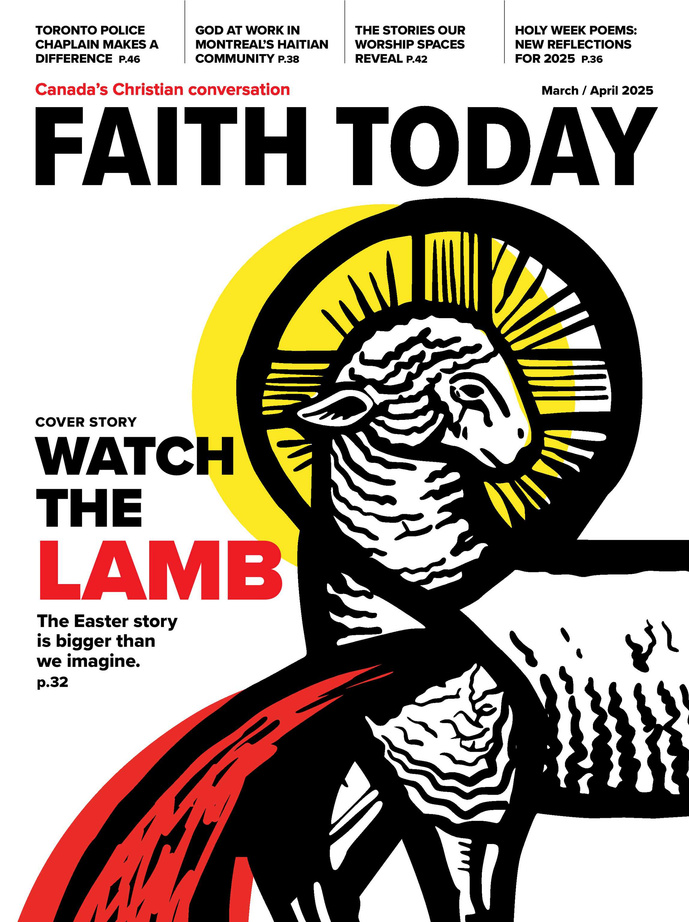 TORONTO POLICE
CHAPLAIN MAKES A
DIFFERENCE P.46
GOD AT WORK IN
MONTREAL'S HAITIAN
COMMUNITY P.38
THE STORIES OUR
WORSHIP SPACES
REVEAL P.42
HOLY WEEK POEMS:
NEW REFLECTIONS
FOR 2025 P.36
Canada's Christian conversation
March / April 2025
FAITH TODAY
COVER STORY
WATCH
THE
LAMB
The Easter story
is bigger than
we imagine.
p.32